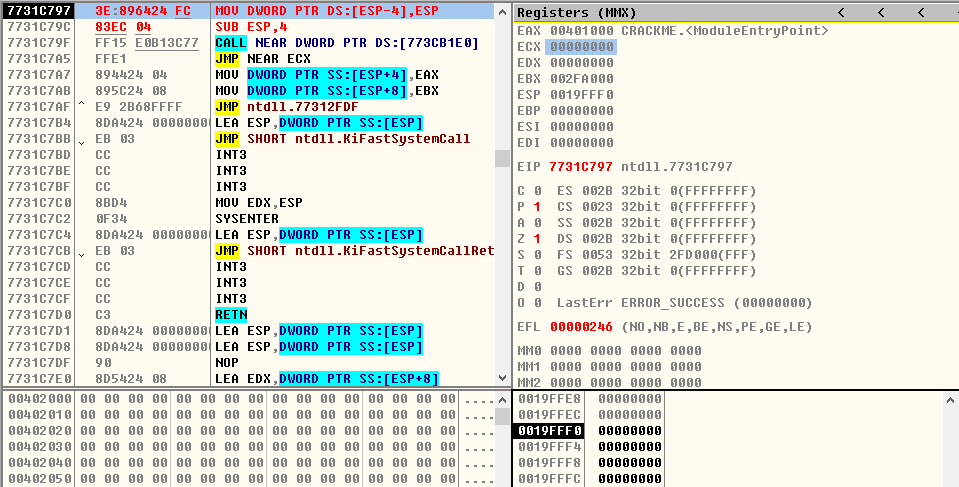 7731C797 3E:896424 FC MOV DWORD PTR DS:[ESP-4],ESP
7731C79C 83EC 04 SUB ESP,4
7731C79F FF15 E0B13C77 CALL NEAR DWORD PTR DS:[773CB1E0]
7731C7A5 FFE1 JMP NEAR ECX
7731C7A7 894424 04 MOV DWORD PTR SS:[ESP+4],EAX
7731C7AB 895C24 08 MOV DWORD PTR SS:[ESP+8],EBX
7731C7AF ^ E9 2B68FFFF JMP ntdll.77312FDF
7731C7B4 8DA424 00000000 LEA ESP,DWORD PTR SS:[ESP]
7731C7BB EB 03 JMP SHORT ntdll.KiFastSystemCall
7731C7BD CC INT3
7731C7BE CC INT3
7731C7BF CC INT3
7731C7C0 8BD4 MOV EDX,ESP
7731C7C2 0F34 SYSENTER
7731C7C4 8DA424 00000000 LEA ESP,DWORD PTR SS:[ESP]
7731C7CB EB 03 JMP SHORT ntdll.KiFastSystemCallRet
7731C7CD CC INT3
7731C7CE CC INT3
7731C7CF CC INT3
7731C7D0 C3 RETN
7731C7D1 8DA424 00000000 LEA ESP,DWORD PTR SS:[ESP]
7731C7D8 8DA424 00000000 LEA ESP,DWORD PTR SS:[ESP]
7731C7DF 90 NOP
7731C7E0 8D5424 08 LEA EDX,DWORD PTR SS:[ESP+8]
Registers (MMX) < < <
EAX 00401000 CRACKME.<ModuleEntryPoint>
ECX 00000000
EDX 00000000
EBX 002FA000
ESP 0019FFF0
EBP 00000000
ESI 00000000
EDI 00000000
EIP 7731C797 ntdll.7731C797
C 0 ES 002B 32bit 0(FFFFFFFF)
P 1 CS 0023 32bit 0(FFFFFFFF)
A 0 SS 002B 32bit 0(FFFFFFFF)
Z 1 DS 002B 32bit 0(FFFFFFFF)
S 0 FS 0053 32bit 2FD000(FFF)
T 0 GS 002B 32bit 0(FFFFFFFF)
D 0
O 0 LastErr ERROR_SUCCESS (00000000)
EFL 00000246 (NO,NB,E,BE,NS,PE,GE,LE)
MM0 0000 0000 0000 0000
MM1 0000 0000 0000 0000
MM2 0000 0000 0000 0000
00402000 00 00 00 00 00 00 00 00 00 00 00 00 00 00 00 00 ....
00402010 00 00 00 00 00 00 00 00 00 00 00 00 00 00 00 00 ....
00402020 00 00 00 00 00 00 00 00 00 00 00 00 00 00 00 00 ....
00402030 00 00 00 00 00 00 00 00 00 00 00 00 00 00 00 00 ....
00402040 00 00 00 00 00 00 00 00 00 00 00 00 00 00 00 00 ....
00402050 00 00 00 00 00 00 00 00 00 00 00 00 00 00 00 00 ....
0019FFE8 00000000
0019FFEC 00000000
0019FFF0 00000000
0019FFF4 00000000
0019FFF8 00000000
0019FFFC 00000000